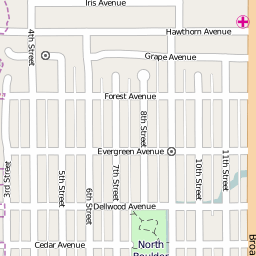 Iris Avenue
Hawthorn Avenue
4th Street
Grape Avenue
Forest Avenue
8th Street
Evergreen Avenue
3rd Street
5th Street
6th Street
7th Street
10th Street
11th Street
Dellwood Avenue
Cedar Avenue
North
Boulder
Broa